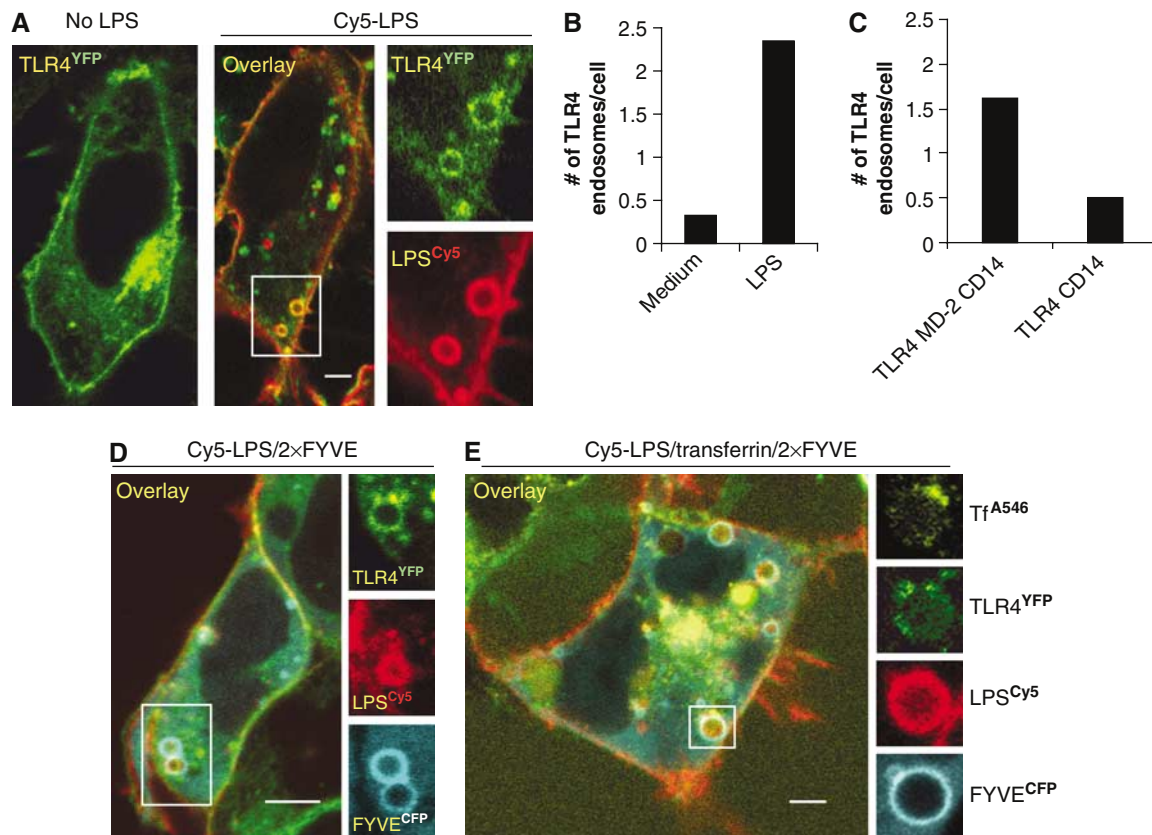 A
No LPS
Cy5-LPS
TLR4YFP
Overlay
TLR4YFP
LPSCy5
B
# of TLR4
endosomes/cell
2.5
2
1.5
1
0.5
0
Medium
LPS
C
# of TLR4
endosomes/cell
2.5
2
1.5
1
0.5
0
TLR4 MD-2 CD14
TLR4 CD14
D
Cy5-LPS/2×FYVE
Overlay
TLR4YFP
LPSCy5
FYVECFP
E
Cy5-LPS/transferrin/2×FYVE
Overlay
TfA546
TLR4YFP
LPSCy5
FYVECFP